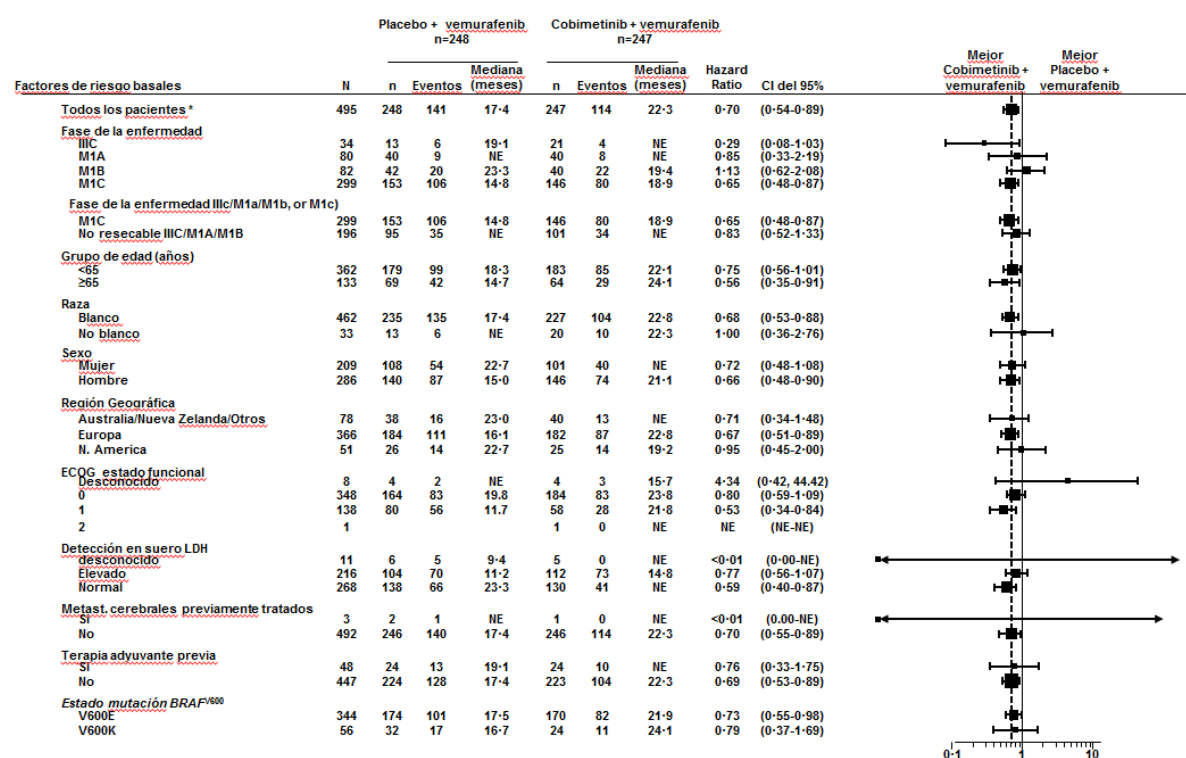 Placebo + vemurafenib Cobimetinib + vemurafenib
n=248 n=247
Mejor Mejor
Mediana Mediana Hazard Cobimetinib + Placebo +
Factores de riesgo basales N n Eventos (meses) n Eventos (meses) Ratio CI del 95% vemurafenib vemurafenib
Todos los pacientes * 495 248 141 17·4 247 114 22·3 0·70 (0·54-0·89)
Fase de la enfermedad
IIIC 34 13 6 19·1 21 4 NE 0·29 (0·08-1·03)
M1A 80 40 9 NE 40 8 NE 0·85 (0·33-2·19)
M1B 82 42 20 23·3 40 22 19·4 1·13 (0·62-2·08)
M1C 299 153 106 14·8 146 80 18·9 0·65 (0·48-0·87)
Fase de la enfermedad IIIc/M1a/M1b, or M1c)
M1C 299 153 106 14·8 146 80 18·9 0·65 (0·48-0·87)
No resecable IIIC/M1A/M1B 196 95 35 NE 101 34 NE 0·83 (0·52-1·33)
Grupo de edad (años)
<65 362 179 99 18·3 183 85 22·1 0·75 (0·56-1·01)
≥65 133 69 42 14·7 64 29 24·1 0·56 (0·35-0·91)
Raza
Blanco 462 235 135 17·4 227 104 22·8 0·68 (0·53-0·88)
No blanco 33 13 6 NE 20 10 22·3 1·00 (0·36-2·76)
Sexo
Mujer 209 108 54 22·7 101 40 NE 0·72 (0·48-1·08)
Hombre 286 140 87 15·0 146 74 21·1 0·66 (0·48-0·90)
Región Geográfica
Australia/Nueva Zelanda/Otros 78 38 16 23·0 40 13 NE 0·71 (0·34-1·48)
Europa 366 184 111 16·1 182 87 22·8 0·67 (0·51-0·89)
N. America 51 26 14 22·7 25 14 19·2 0·95 (0·45-2·00)
ECOG estado funcional
Desconocido 8 4 2 NE 4 3 15·7 4·34 (0·42, 44.42)
0 348 164 83 19·8 184 83 23·8 0·80 (0·59-1·09)
1 138 80 56 11·7 58 28 21·8 0·53 (0·34-0·84)
2 1 1 0 NE NE (NE-NE)
Detección en suero LDH
desconocido 11 6 5 9·4 5 0 NE <0·01 (0·00-NE)
Elevado 216 104 70 11·2 112 73 14·8 0·77 (0·56-1·07)
Normal 268 138 66 23·3 130 41 NE 0·59 (0·40-0·87)
Metast. cerebrales previamente tratados
Si 3 2 1 NE 1 0 NE <0·01 (0.00-NE)
No 492 246 140 17·4 246 114 22·3 0·70 (0·55-0·89)
Terapia adyuvante previa
Si 48 24 13 19·1 24 10 NE 0·76 (0·33-1·75)
No 447 224 128 17·4 223 104 22·3 0·69 (0·53-0·89)
Estado mutación BRAFV600
V600E 344 174 101 17·5 170 82 21·9 0·73 (0·55-0·98)
V600K 56 32 17 16·7 24 11 24·1 0·79 (0·37-1·69)
0·1 1 10